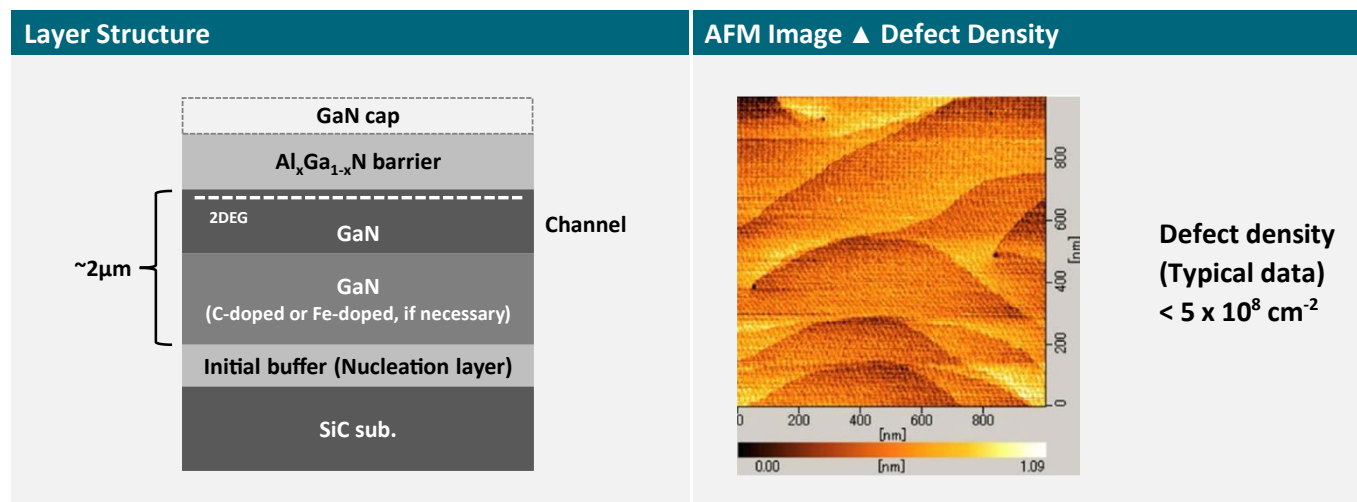 Layer Structure
GaN cap
AlₓGa₁₋ₓN barrier
2DEG
GaN
Channel
~2µm
GaN
(C-doped or Fe-doped, if necessary)
Initial buffer (Nucleation layer)
SiC sub.
AFM Image ▲ Defect Density
800
600
[nm]
400
200
0
0 200 400 600 800
[nm]
0.00 [nm] 1.09
Defect density
(Typical data)
< 5 x 10⁸ cm⁻²